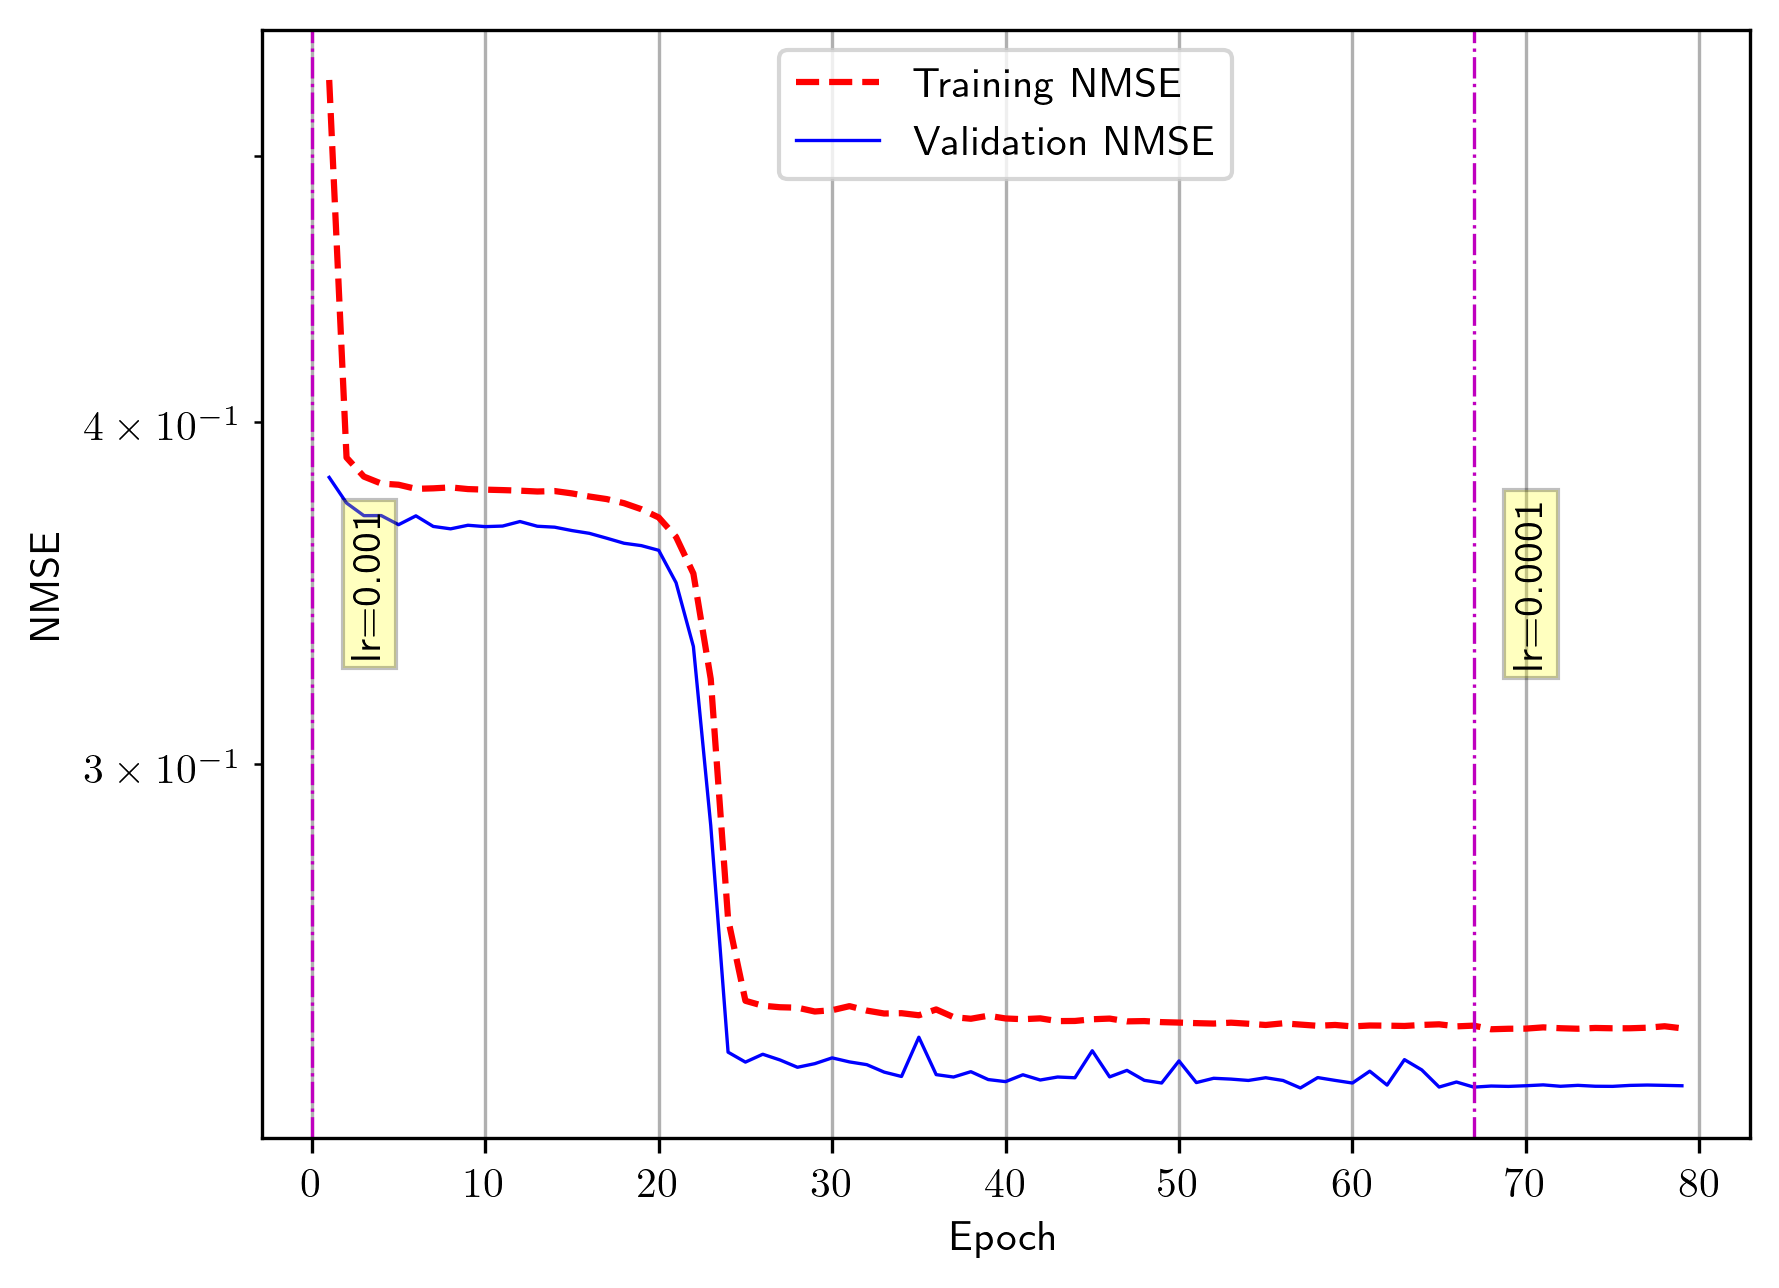 Training NMSE
Validation NMSE
4 × 10⁻¹
3 × 10⁻¹
NMSE
lr=0.001
lr=0.0001
0 10 20 30 40 50 60 70 80
Epoch